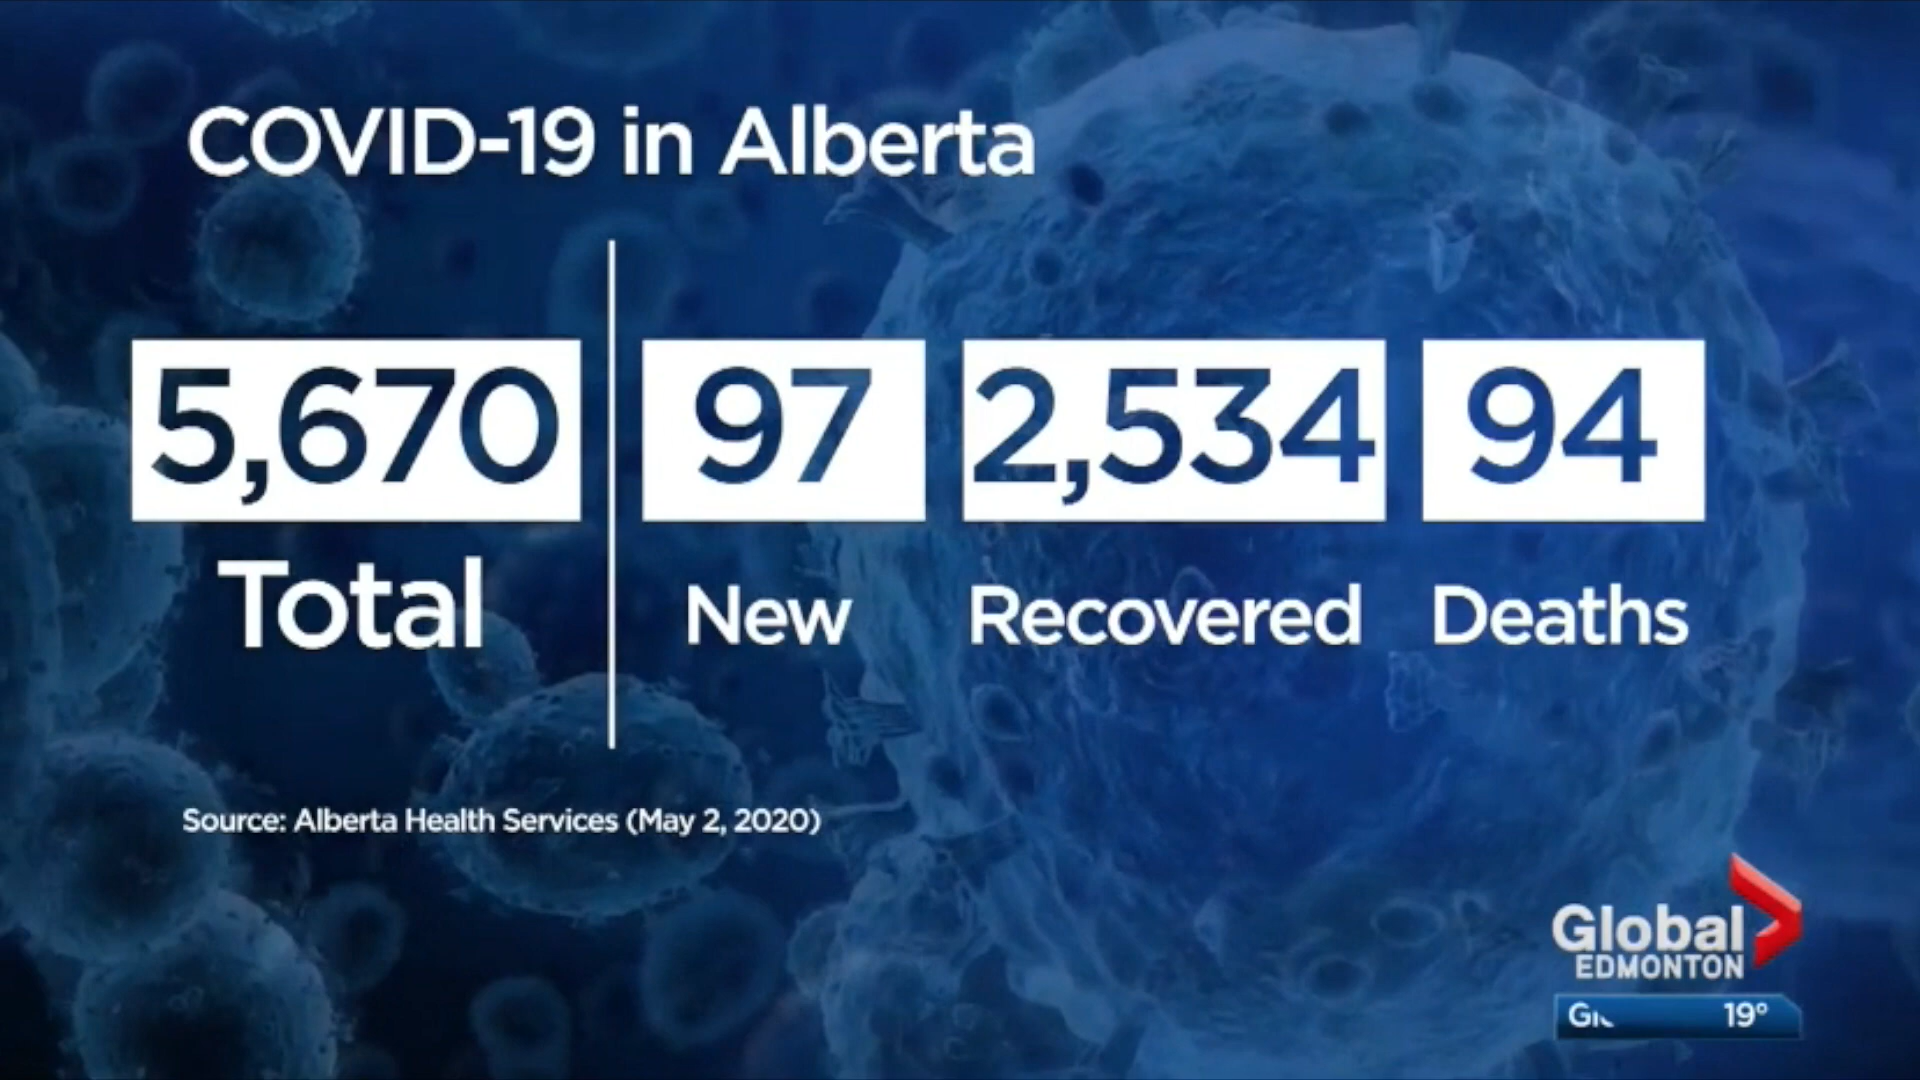 COVID-19 in Alberta
5,670 97 2,534 94
Total New Recovered Deaths
Source: Alberta Health Services (May 2, 2020)
Global
EDMONTON
19°